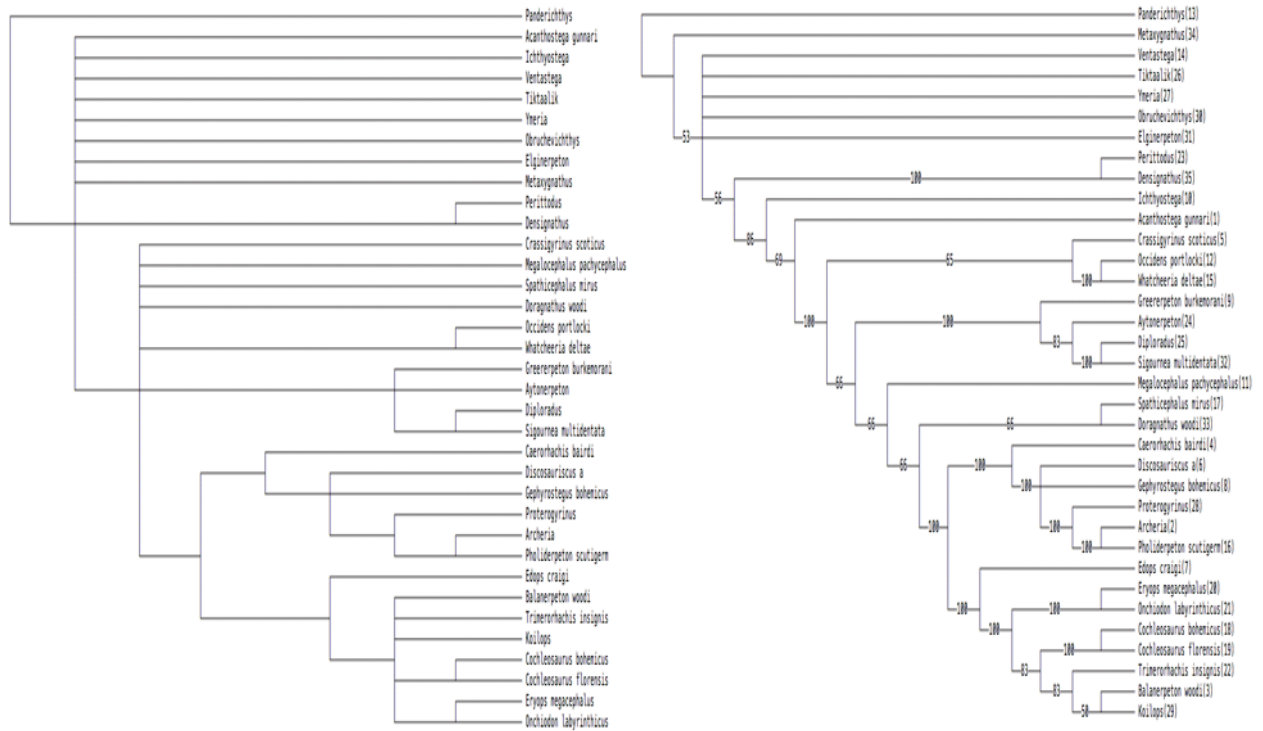 Panderichthys
Acanthostega gunnari
Ichthyostega
Ventastega
Tiktaalik
Ymeria
Obruchevichthys
Elginerpeton
Metaxygnathus
Perittodus
Densignathus
Crassigyrinus scoticus
Megalocephalus pachycephalus
Spathicephalus mirus
Doragnathus woodi
Occidens portlocki
Whatcheeria deltae
Greererpeton burkemorani
Aytonerpeton
Diploradus
Sigournea multidentata
Caerorhachis bairdi
Discosauriscus a
Gephyrostegus bohemicus
Proterogyrinus
Archeria
Pholiderpeton scutigerm
Edops craigi
Balanerpeton woodi
Trimerorhachis insignis
Koilops
Cochleosaurus bohemicus
Cochleosaurus florensis
Eryops megacephalus
Onchiodon labyrinthicus
Panderichthys(13)
Metaxygnathus(34)
Ventastega(14)
Tiktaalik(26)
Ymeria(27)
Obruchevichthys(30)
53
Elginerpeton(31)
Perittodus(23)
100
Densignathus(35)
56
Ichthyostega(10)
Acanthostega gunnari(1)
86
Crassigyrinus scoticus(5)
69
65
Occidens portlocki(12)
100
Whatcheeria deltae(15)
Greererpeton burkemorani(9)
100
100
Aytonerpeton(24)
83
Diploradus(25)
100
Sigournea multidentata(32)
66
Megalocephalus pachycephalus(11)
Spathicephalus mirus(17)
66
66
Doragnathus woodi(33)
Caerorhachis bairdi(4)
66
100
Discosauriscus a(6)
100
Gephyrostegus bohemicus(8)
Proterogyrinus(28)
100
100
Archeria(2)
100
Pholiderpeton scutigerm(16)
Edops craigi(7)
Eryops megacephalus(20)
100
100
Onchiodon labyrinthicus(21)
100
Cochleosaurus bohemicus(18)
100
Cochleosaurus florensis(19)
83
Trimerorhachis insignis(22)
83
Balanerpeton woodi(3)
50
Koilops(29)